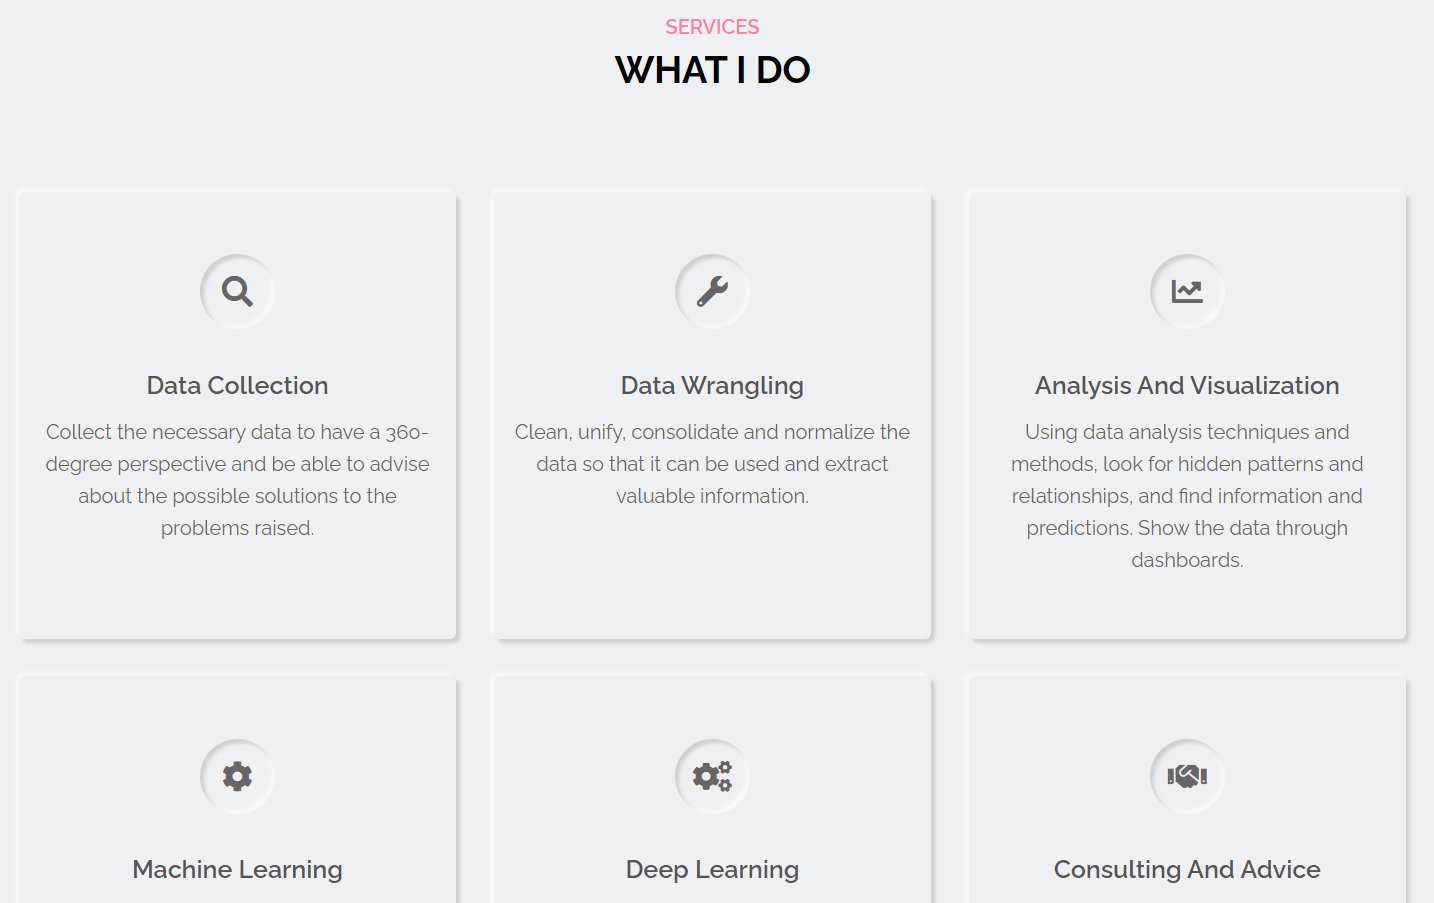 SERVICES
WHAT I DO
Data Collection
Collect the necessary data to have a 360-
degree perspective and be able to advise
about the possible solutions to the
problems raised.
Data Wrangling
Clean, unify, consolidate and normalize the
data so that it can be used and extract
valuable information.
Analysis And Visualization
Using data analysis techniques and
methods, look for hidden patterns and
relationships, and find information and
predictions. Show the data through
dashboards.
Machine Learning
Deep Learning
Consulting And Advice